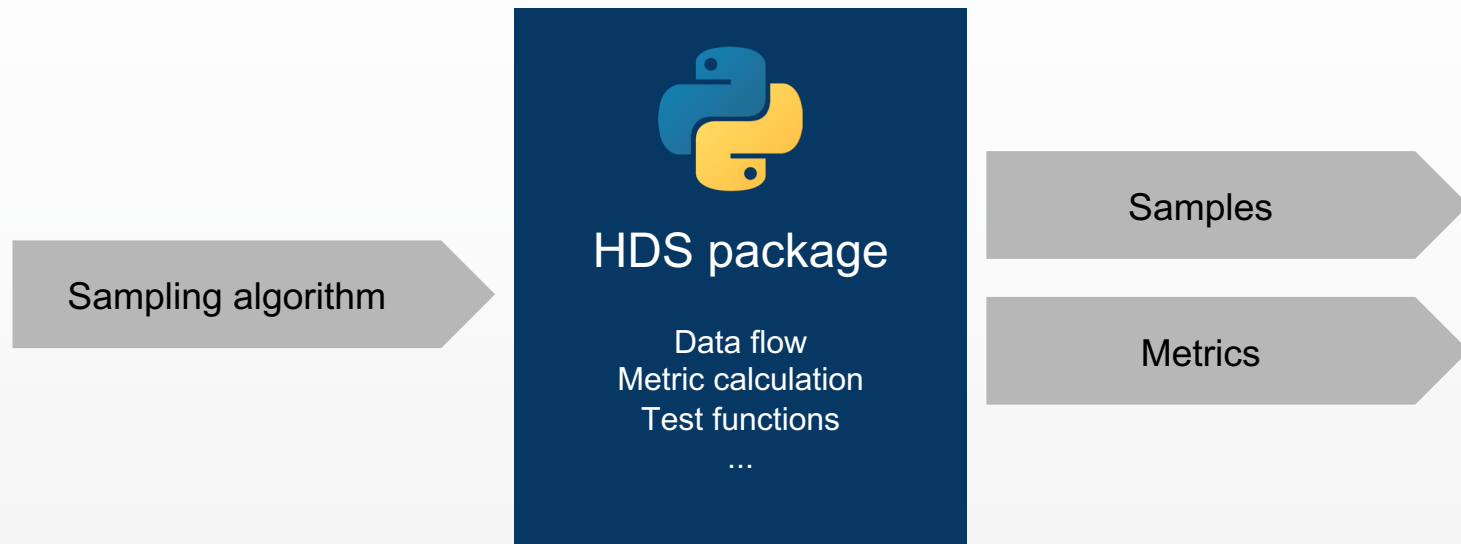 Sampling algorithm
HDS package
Data flow
Metric calculation
Test functions
...
Samples
Metrics